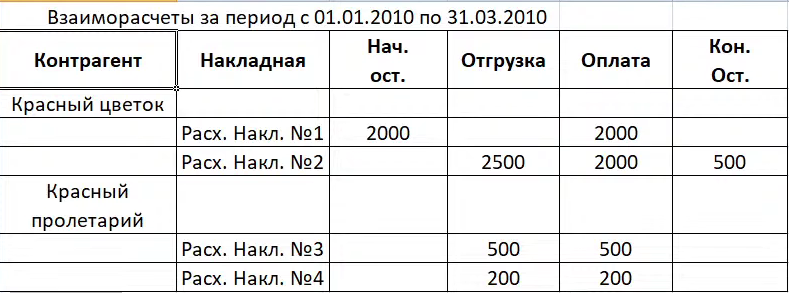 Взаиморасчеты за период с 01.01.2010 по 31.03.2010
Контрагент Накладная Нач. ост. Отгрузка Оплата Кон. Ост.
Красный цветок
Расх. Накл. №1 2000 2000
Расх. Накл. №2 2500 2000 500
Красный
пролетарий
Расх. Накл. №3 500 500
Расх. Накл. №4 200 200